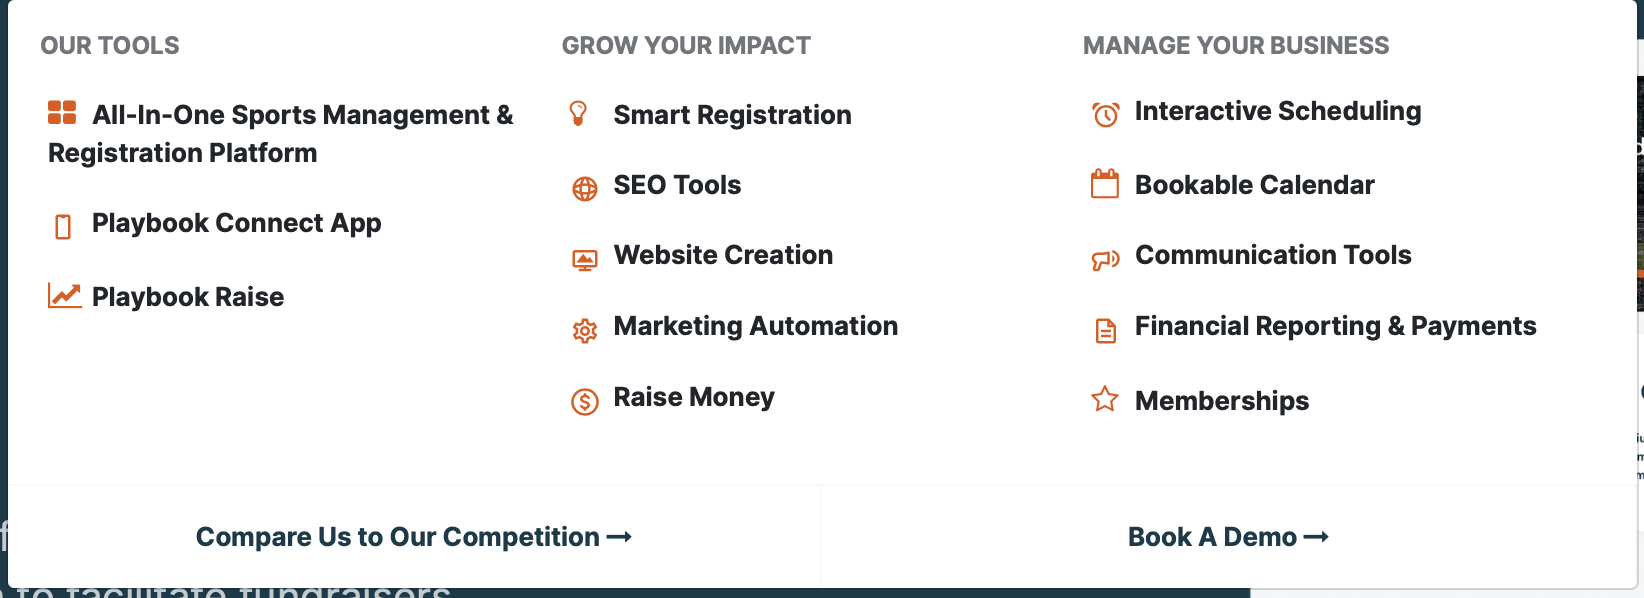 OUR TOOLS
All-In-One Sports Management &
Registration Platform
Playbook Connect App
Playbook Raise
GROW YOUR IMPACT
Smart Registration
SEO Tools
Website Creation
Marketing Automation
Raise Money
MANAGE YOUR BUSINESS
Interactive Scheduling
Bookable Calendar
Communication Tools
Financial Reporting & Payments
Memberships
Compare Us to Our Competition →
Book A Demo →
to facilitate fundraisers